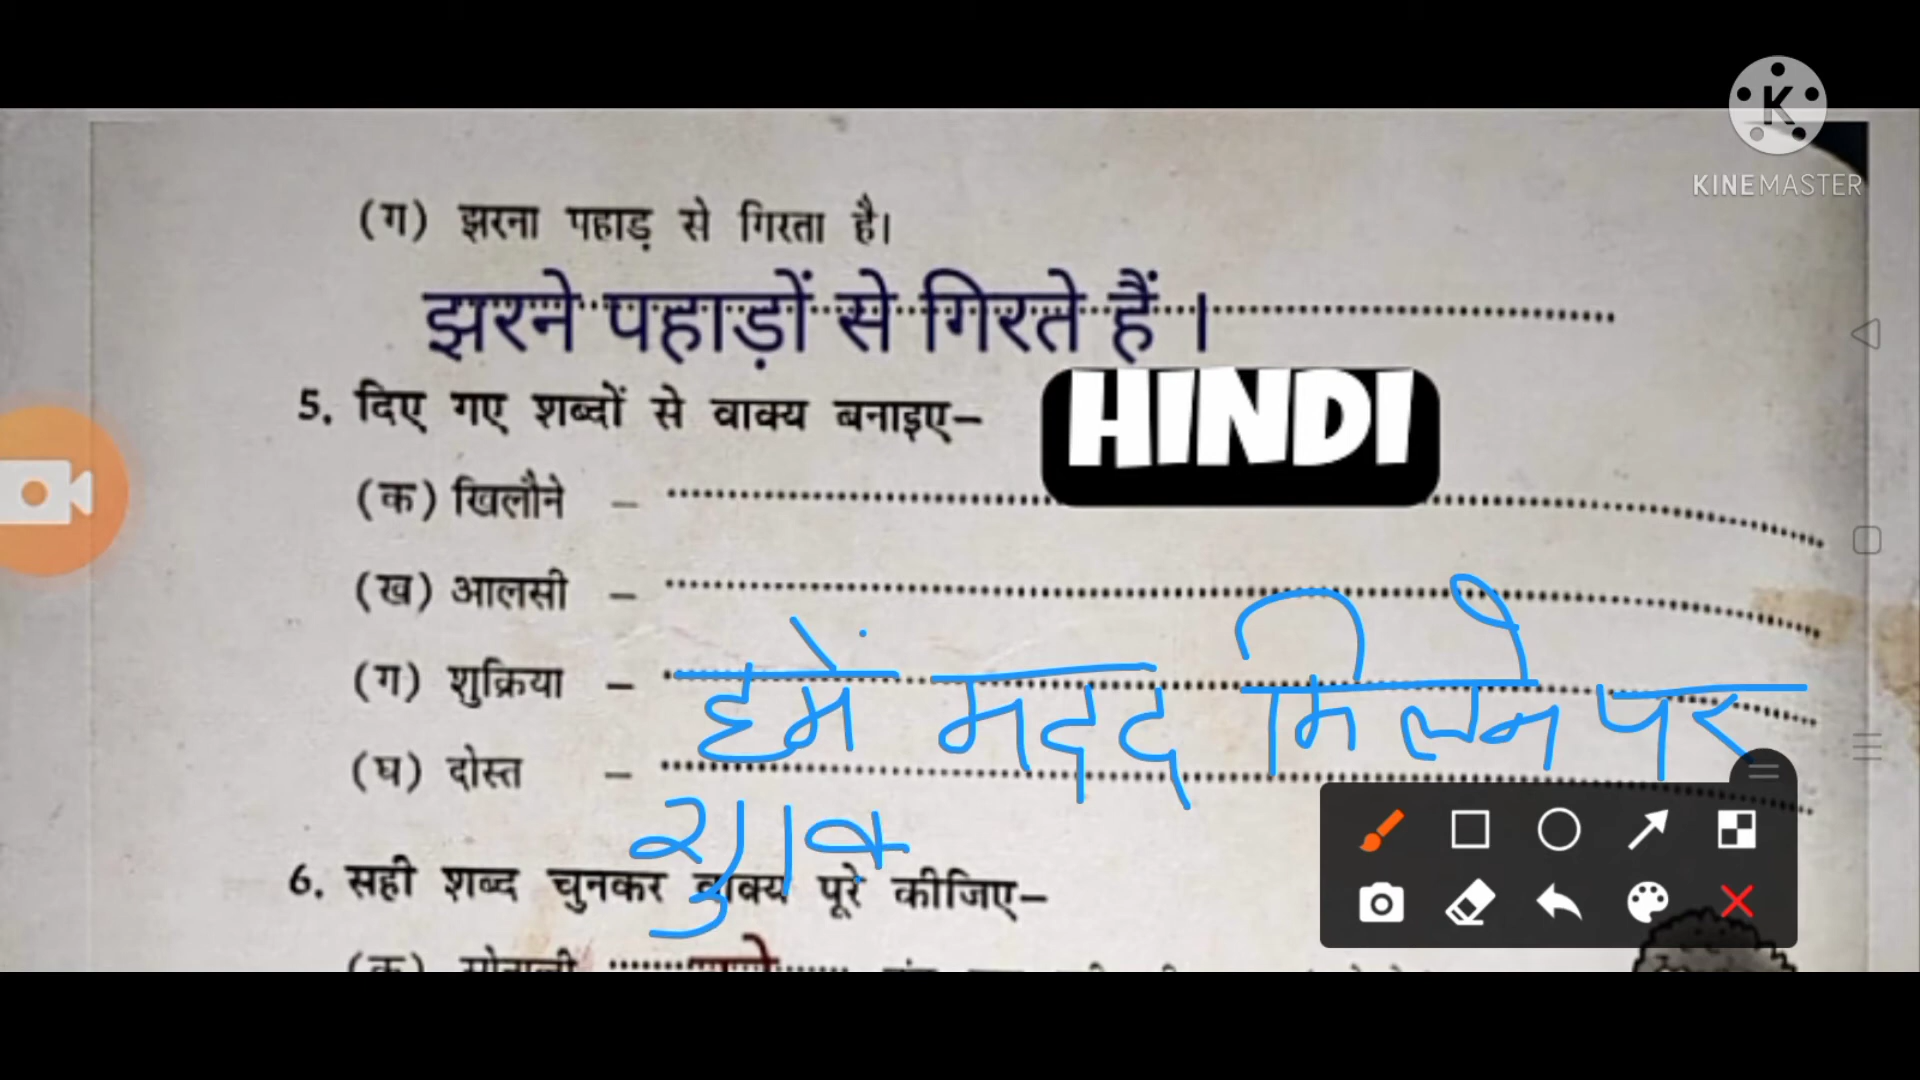 KINEMASTER
(ग) झरना पहाड़ से गिरता है।
झरने पहाड़ों से गिरते हैं ।
5. दिए गए शब्दों से वाक्य बनाइए–
HINDI
(क) खिलौने –
(ख) आलसी –
(ग) शुक्रिया – हमें मदद मिलने पर
(घ) दोस्त –
6. सही शब्द चुनकर वाक्य पूरे कीजिए–